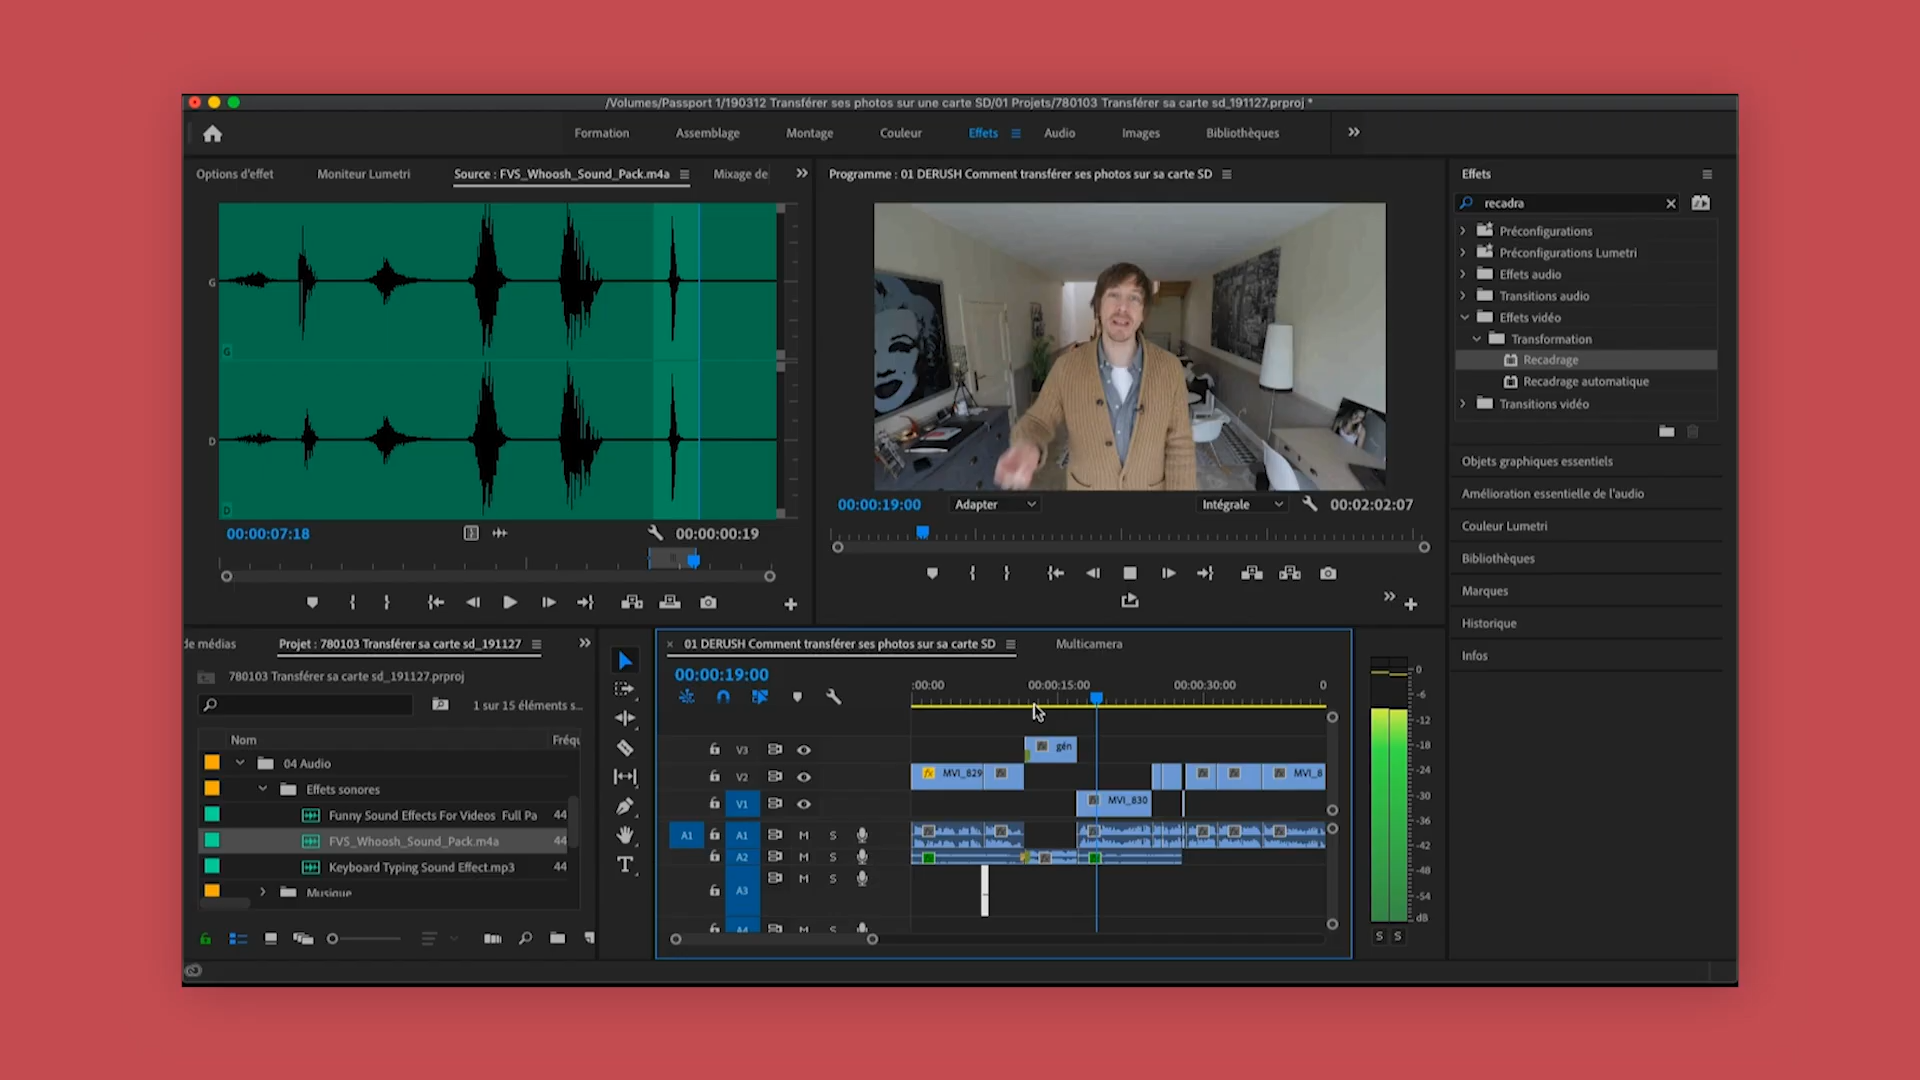 /Volumes/Passport 1/190312 Transférer ses photos sur une carte SD/01 Projets/780103 Transférer sa carte sd_191127.prproj *
Formation Assemblage Montage Couleur Effets Audio Images Bibliothèques
Options d'effet Moniteur Lumetri Source : FVS_Whoosh_Sound_Pack.m4a Mixage de
G
G
D
D
00:00:07:18 00:00:00:19
Programme : 01 DERUSH Comment transférer ses photos sur sa carte SD
00:00:19:00 Adapter Intégrale 00:02:02:07
Effets
recadra
Préconfigurations
Préconfigurations Lumetri
Effets audio
Transitions audio
Effets vidéo
Transformation
Recadrage
Recadrage automatique
Transitions vidéo
Objets graphiques essentiels
Amélioration essentielle de l'audio
Couleur Lumetri
Bibliothèques
Marques
Historique
Infos
de médias Projet : 780103 Transférer sa carte sd_191127
780103 Transférer sa carte sd_191127.prproj
1 sur 15 éléments s...
Nom Fréqu
04 Audio
Effets sonores
Funny Sound Effects For Videos Full Pa 44
FVS_Whoosh_Sound_Pack.m4a 44
Keyboard Typing Sound Effect.mp3 44
Musique
01 DERUSH Comment transférer ses photos sur sa carte SD Multicamera
00:00:19:00
:00:00 00:00:15:00 00:00:30:00 0
V3 gén
V2 MVI_829 MVI_8
V1 MVI_830
A1 A1 M S
A2 M S
A3 M S
A4 M S
0
-6
-12
-18
-24
-30
-36
-42
-48
-54
dB
S S